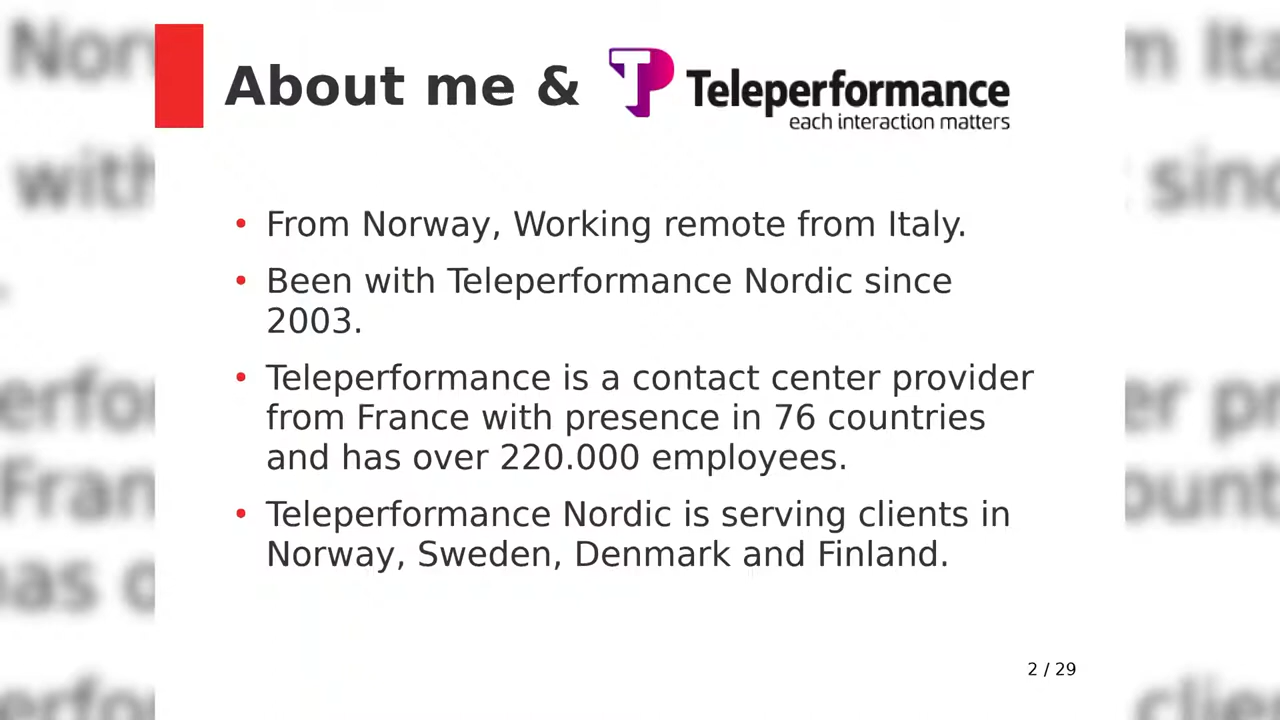 About me &
Teleperformance
each interaction matters
• From Norway, Working remote from Italy.
• Been with Teleperformance Nordic since
2003.
• Teleperformance is a contact center provider
from France with presence in 76 countries
and has over 220.000 employees.
• Teleperformance Nordic is serving clients in
Norway, Sweden, Denmark and Finland.
2 / 29